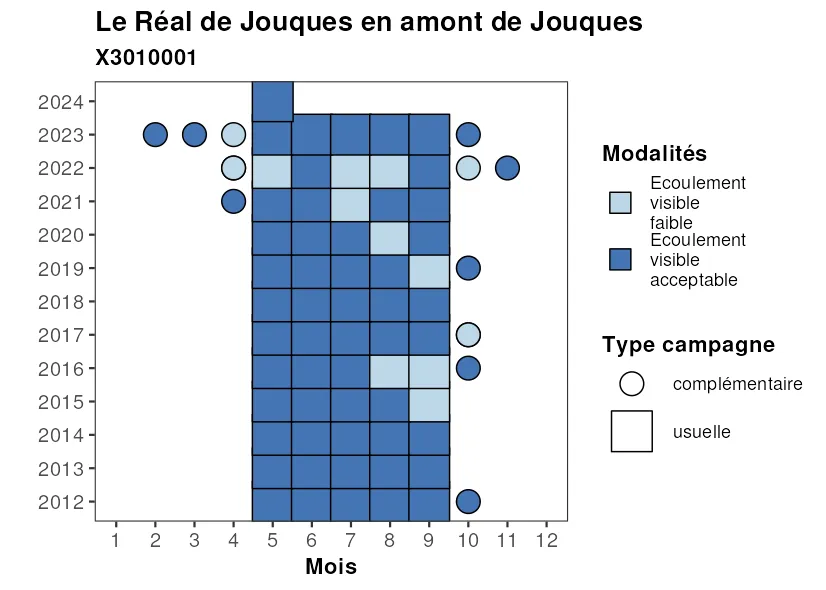 Le Réal de Jouques en amont de Jouques
X3010001
2024
2023
2022
2021
2020
2019
2018
2017
2016
2015
2014
2013
2012
1 2 3 4 5 6 7 8 9 10 11 12
Mois
Modalités
Ecoulement
visible
faible
Ecoulement
visible
acceptable
Type campagne
complémentaire
usuelle